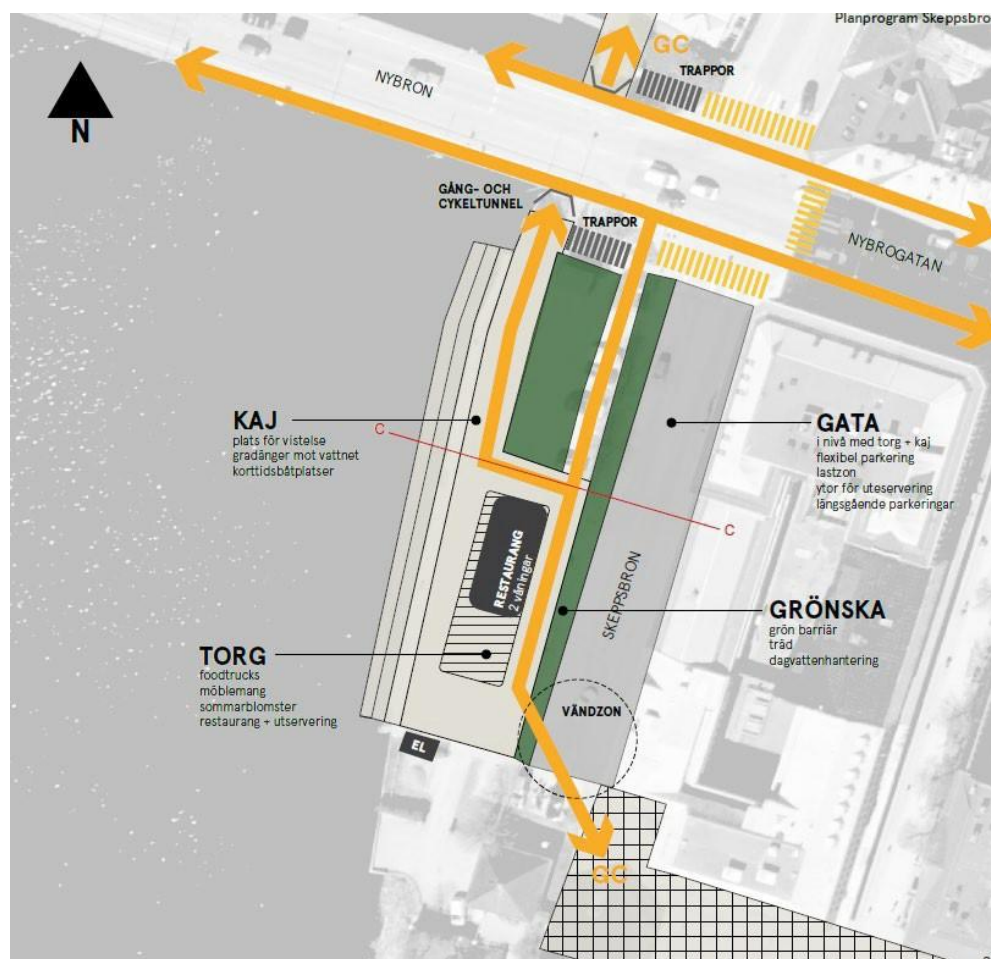 Planprogram Skeppsbro
GC
TRAPPOR
NYBRON
N
GÅNG- OCH
CYKELTUNNEL
TRAPPOR
NYBROGATAN
KAJ
plats för vistelse
gradänger mot vattnet
korttidsbåtplatser
C
GATA
i nivå med torg + kaj
flexibel parkering
lastzon
ytor för uteservering
längsgående parkeringar
C
RESTAURANG
2 våningar
SKEPPSBRON
GRÖNSKA
grön barriär
träd
dagvattenhantering
TORG
foodtrucks
möblemang
sommarblomster
restaurang + utservering
VÄNDZON
EL
GC